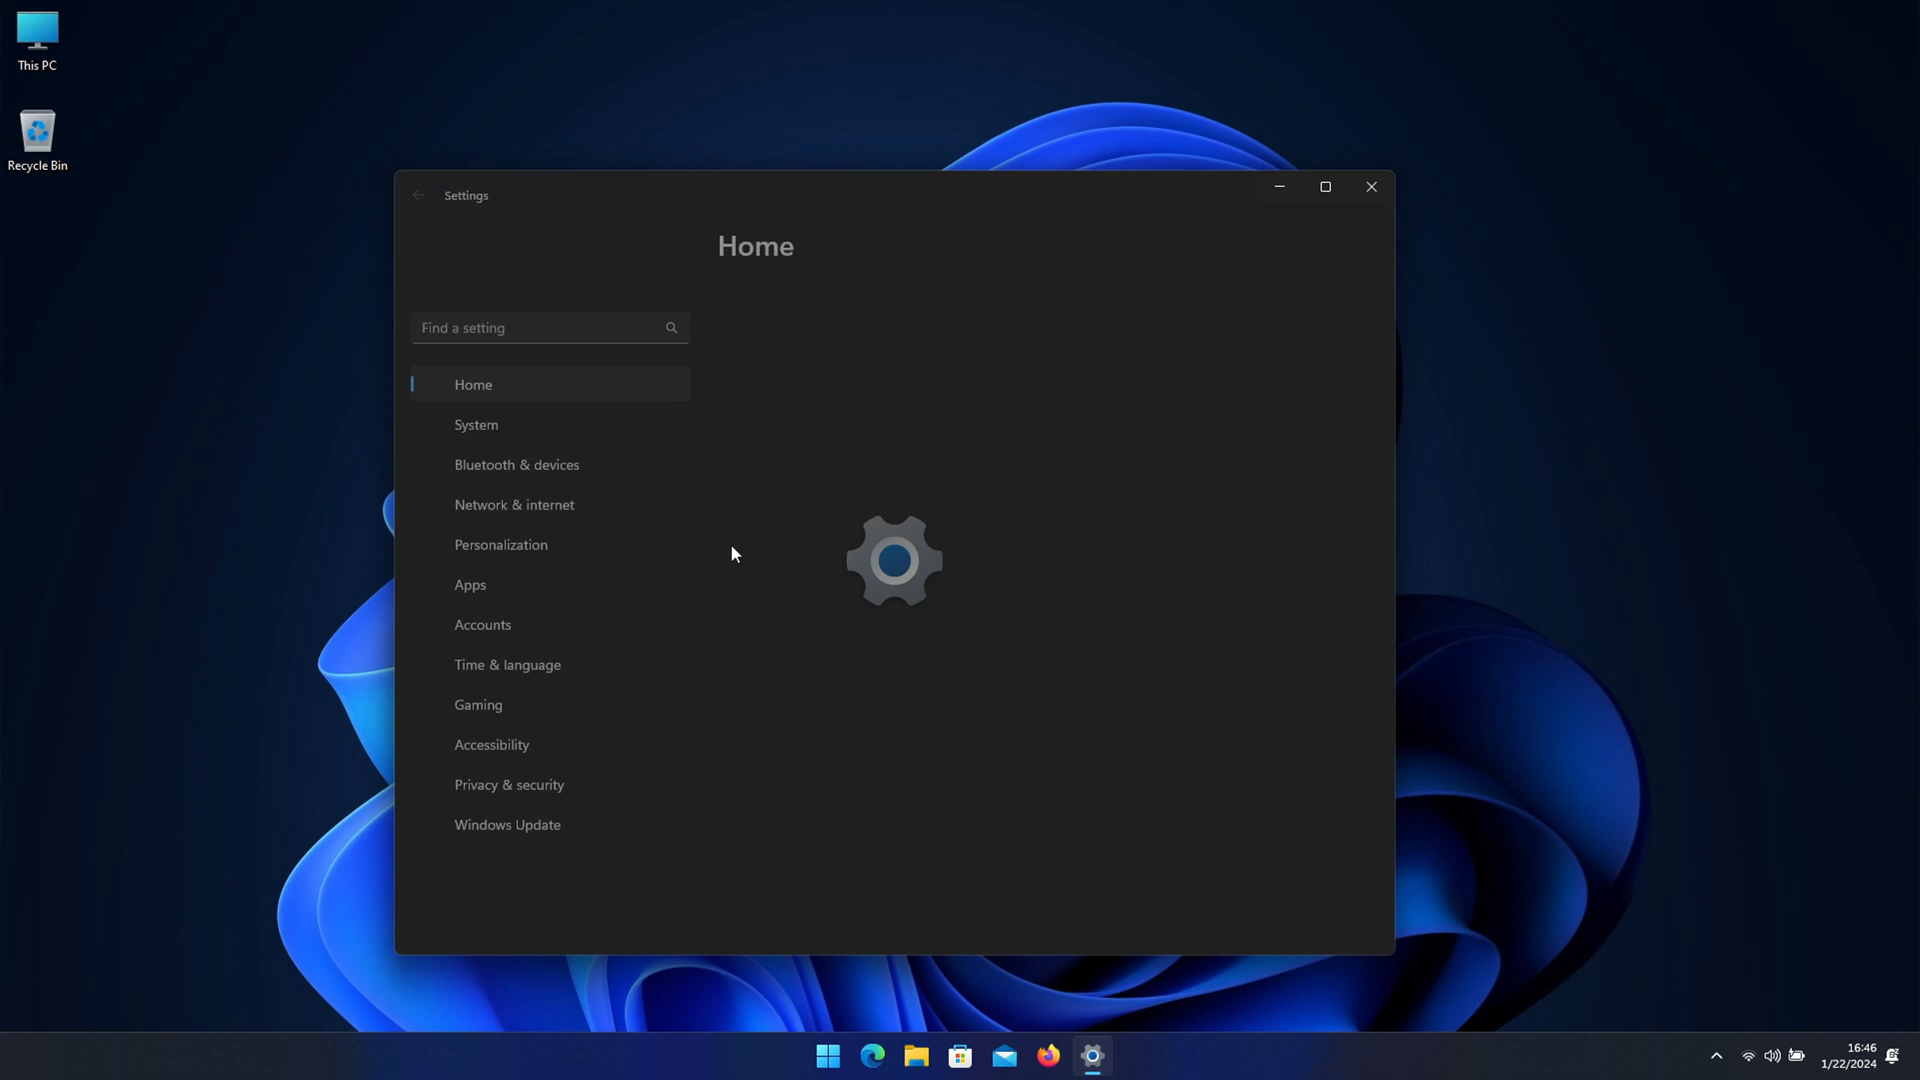 This PC
Recycle Bin
Settings
Home
Find a setting
Home
System
Bluetooth & devices
Network & internet
Personalization
Apps
Accounts
Time & language
Gaming
Accessibility
Privacy & security
Windows Update
16:46
1/22/2024